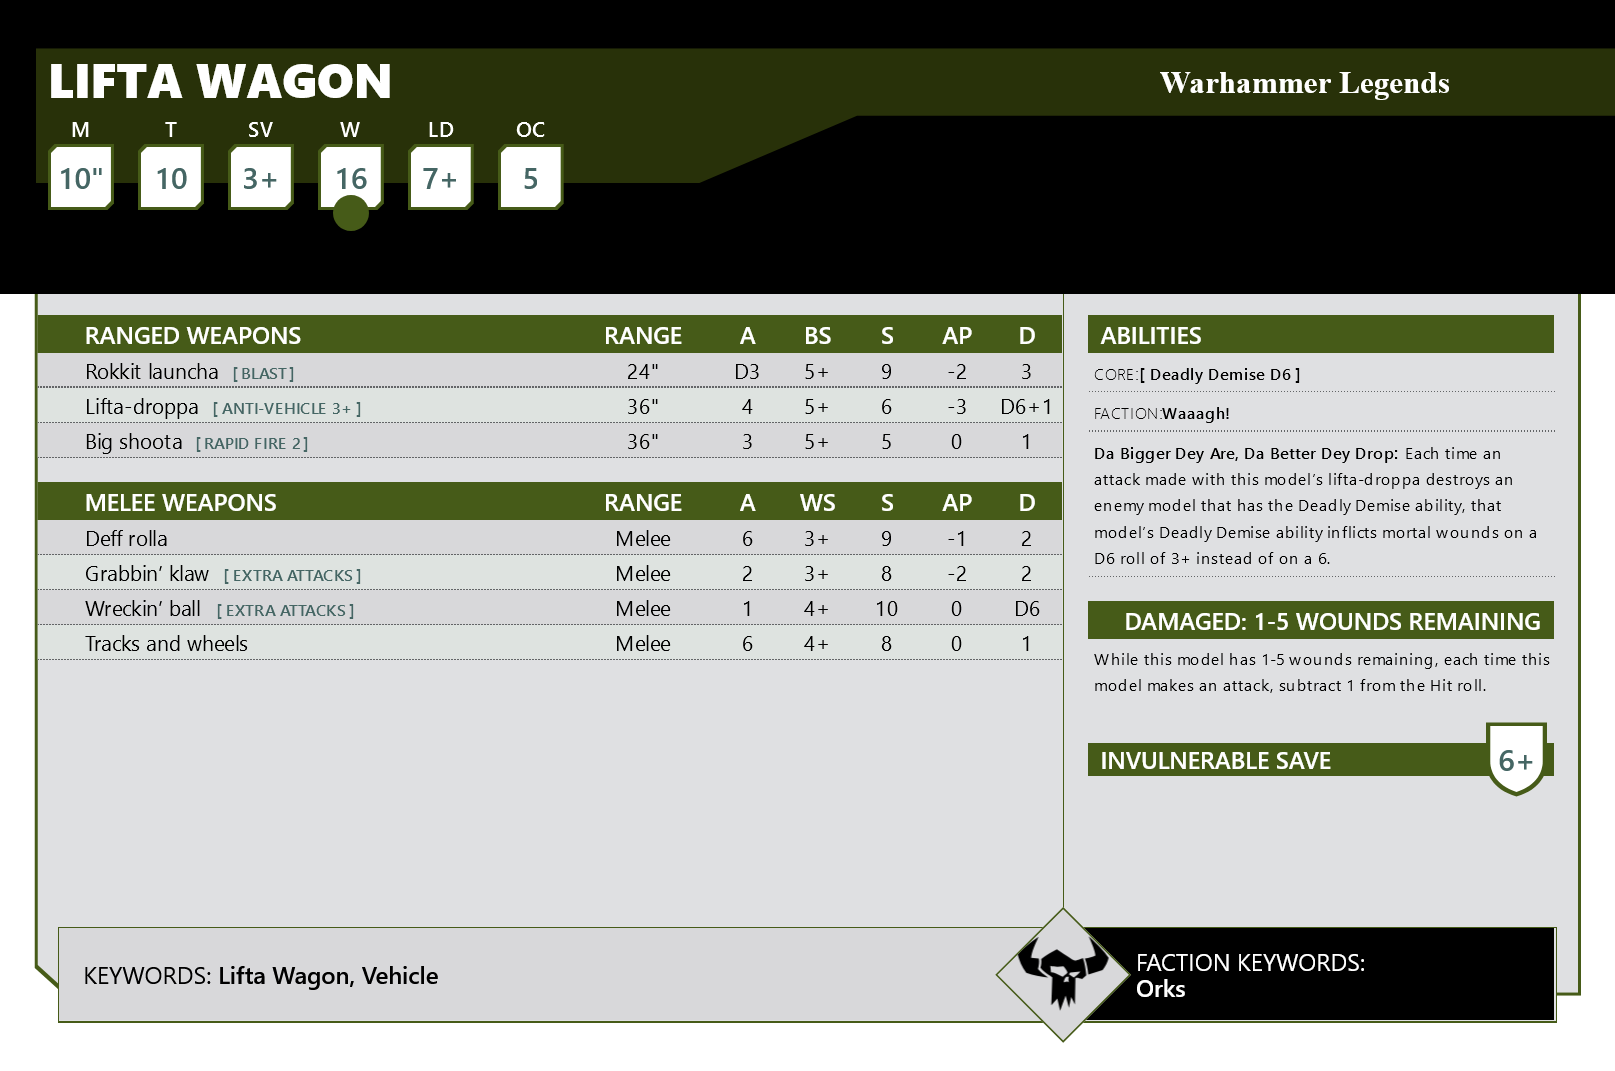 LIFTA WAGON
Warhammer Legends
M T SV W LD OC
10" 10 3+ 16 7+ 5
RANGED WEAPONS RANGE A BS S AP D
Rokkit launcha [ BLAST ] 24" D3 5+ 9 -2 3
Lifta-droppa [ ANTI-VEHICLE 3+ ] 36" 4 5+ 6 -3 D6+1
Big shoota [ RAPID FIRE 2 ] 36" 3 5+ 5 0 1
MELEE WEAPONS RANGE A WS S AP D
Deff rolla Melee 6 3+ 9 -1 2
Grabbin’ klaw [ EXTRA ATTACKS ] Melee 2 3+ 8 -2 2
Wreckin’ ball [ EXTRA ATTACKS ] Melee 1 4+ 10 0 D6
Tracks and wheels Melee 6 4+ 8 0 1
ABILITIES
CORE:[ Deadly Demise D6 ]
FACTION:Waaagh!
Da Bigger Dey Are, Da Better Dey Drop: Each time an
attack made with this model’s lifta-droppa destroys an
enemy model that has the Deadly Demise ability, that
model’s Deadly Demise ability inflicts mortal wounds on a
D6 roll of 3+ instead of on a 6.
DAMAGED: 1-5 WOUNDS REMAINING
While this model has 1-5 wounds remaining, each time this
model makes an attack, subtract 1 from the Hit roll.
INVULNERABLE SAVE 6+
KEYWORDS: Lifta Wagon, Vehicle
FACTION KEYWORDS:
Orks